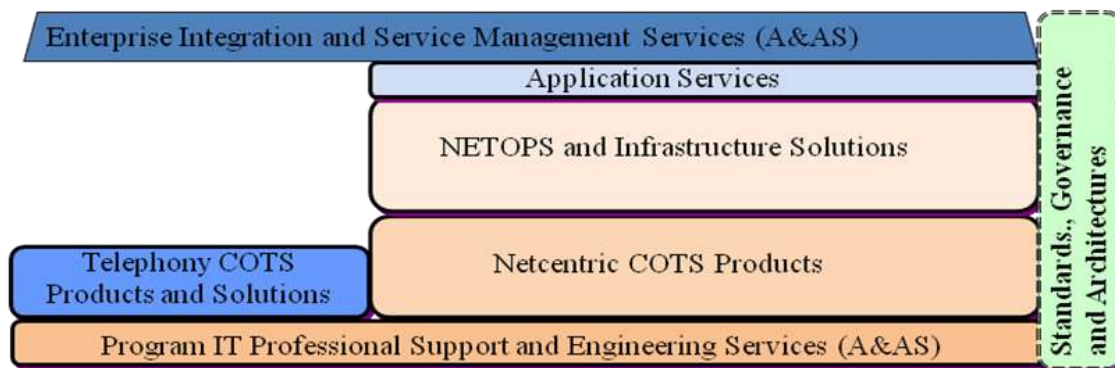 Enterprise Integration and Service Management Services (A&AS)
Application Services
NETOPS and Infrastructure Solutions
Telephony COTS
Products and Solutions
Netcentric COTS Products
Program IT Professional Support and Engineering Services (A&AS)
Standards., Governance
and Architectures